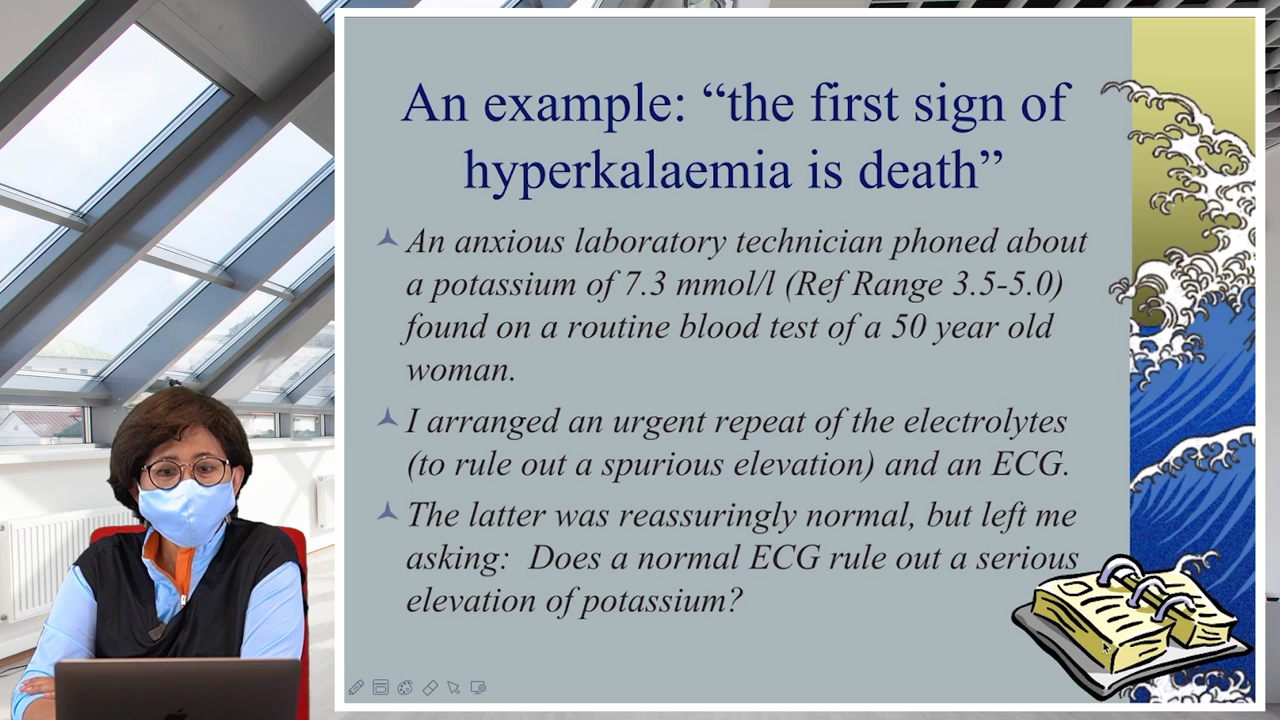 An example: “the first sign of
hyperkalaemia is death”
An anxious laboratory technician phoned about
a potassium of 7.3 mmol/l (Ref Range 3.5-5.0)
found on a routine blood test of a 50 year old
woman.
I arranged an urgent repeat of the electrolytes
(to rule out a spurious elevation) and an ECG.
The latter was reassuringly normal, but left me
asking:  Does a normal ECG rule out a serious
elevation of potassium?